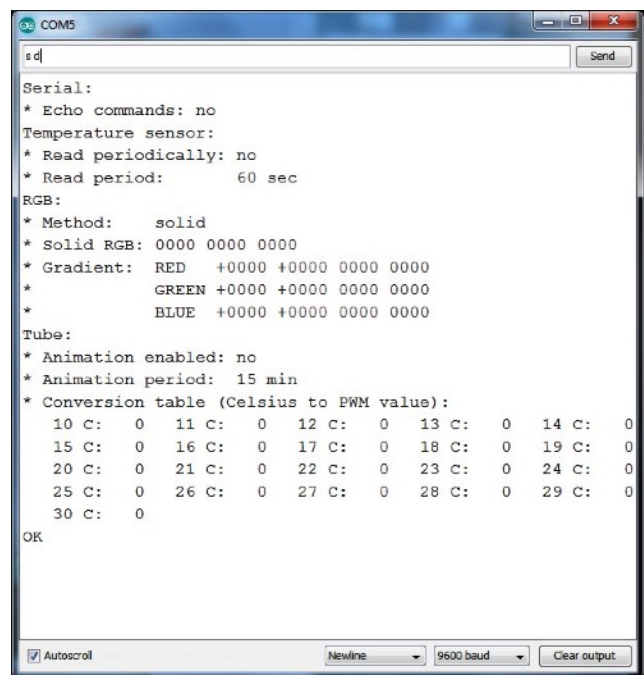 COM5
s d
Send
Serial:
* Echo commands: no
Temperature sensor:
* Read periodically: no
* Read period:       60 sec
RGB:
* Method:    solid
* Solid RGB: 0000 0000 0000
* Gradient:  RED   +0000 +0000 0000 0000
*            GREEN +0000 +0000 0000 0000
*            BLUE  +0000 +0000 0000 0000
Tube:
* Animation enabled: no
* Animation period:  15 min
* Conversion table (Celsius to PWM value):
   10 C:   0   11 C:   0   12 C:   0   13 C:   0   14 C:   0
   15 C:   0   16 C:   0   17 C:   0   18 C:   0   19 C:   0
   20 C:   0   21 C:   0   22 C:   0   23 C:   0   24 C:   0
   25 C:   0   26 C:   0   27 C:   0   28 C:   0   29 C:   0
   30 C:   0
OK
Autoscroll Newline 9600 baud Clear output